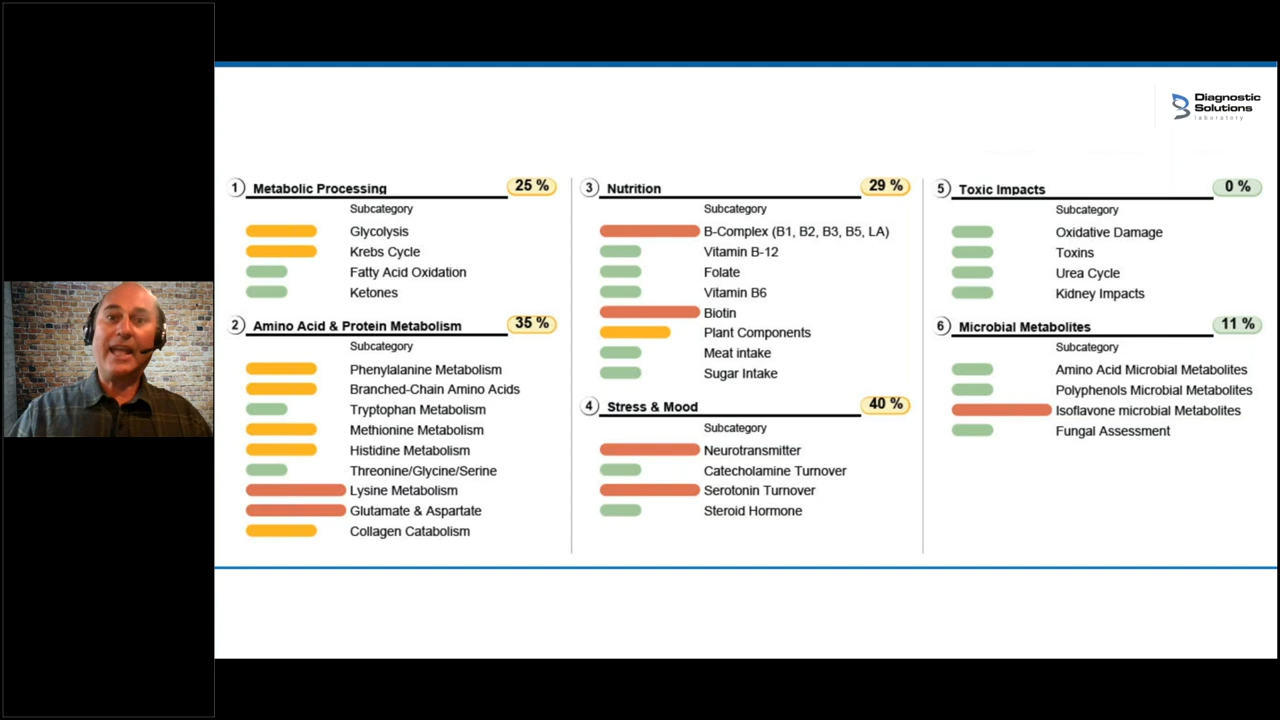 Diagnostic
Solutions
laboratory
1 Metabolic Processing 25 %
Subcategory
Glycolysis
Krebs Cycle
Fatty Acid Oxidation
Ketones
2 Amino Acid & Protein Metabolism 35 %
Subcategory
Phenylalanine Metabolism
Branched-Chain Amino Acids
Tryptophan Metabolism
Methionine Metabolism
Histidine Metabolism
Threonine/Glycine/Serine
Lysine Metabolism
Glutamate & Aspartate
Collagen Catabolism
3 Nutrition 29 %
Subcategory
B-Complex (B1, B2, B3, B5, LA)
Vitamin B-12
Folate
Vitamin B6
Biotin
Plant Components
Meat intake
Sugar Intake
4 Stress & Mood 40 %
Subcategory
Neurotransmitter
Catecholamine Turnover
Serotonin Turnover
Steroid Hormone
5 Toxic Impacts 0 %
Subcategory
Oxidative Damage
Toxins
Urea Cycle
Kidney Impacts
6 Microbial Metabolites 11 %
Subcategory
Amino Acid Microbial Metabolites
Polyphenols Microbial Metabolites
Isoflavone microbial Metabolites
Fungal Assessment